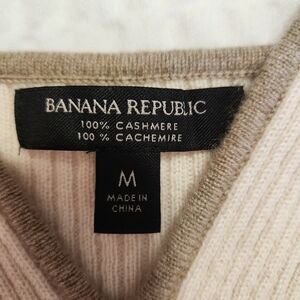 BANANA REPUBLIC
100% CASHMERE
100 % CACHEMIRE
M
MADE IN
CHINA